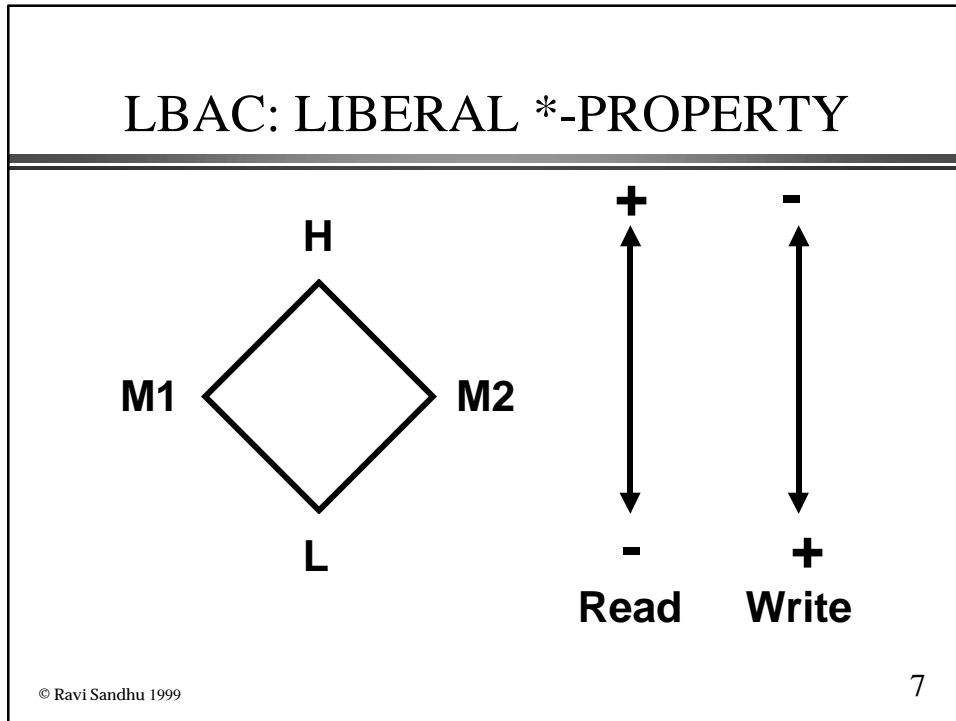 LBAC: LIBERAL *-PROPERTY
H
M1 M2
L
+ -
- +
Read Write
© Ravi Sandhu 1999
7